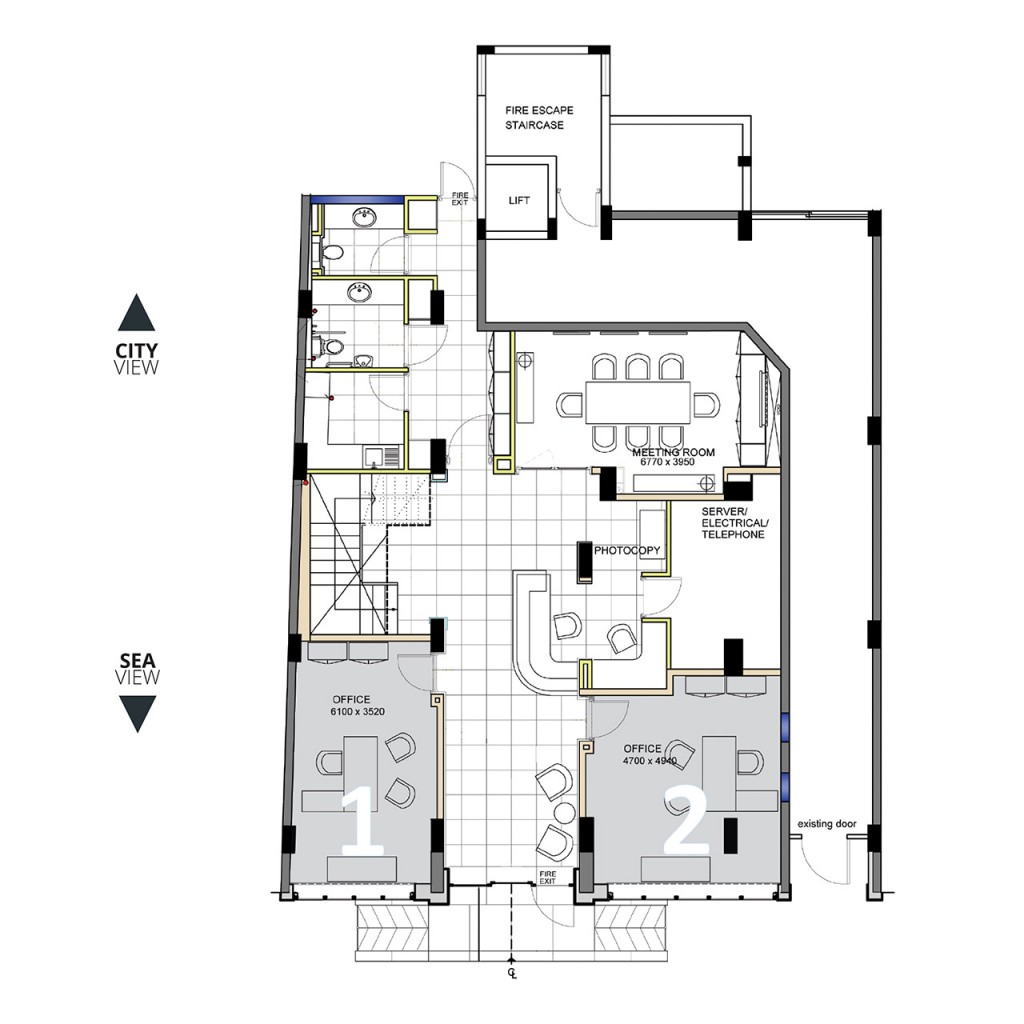 FIRE ESCAPE
STAIRCASE
LIFT
FIRE
EXIT
CITY
VIEW
MEETING ROOM
6770 x 3950
SERVER/
ELECTRICAL/
TELEPHONE
PHOTOCOPY
SEA
VIEW
OFFICE
6100 x 3520
OFFICE
4700 x 4940
1
2
existing door
FIRE
EXIT
CL